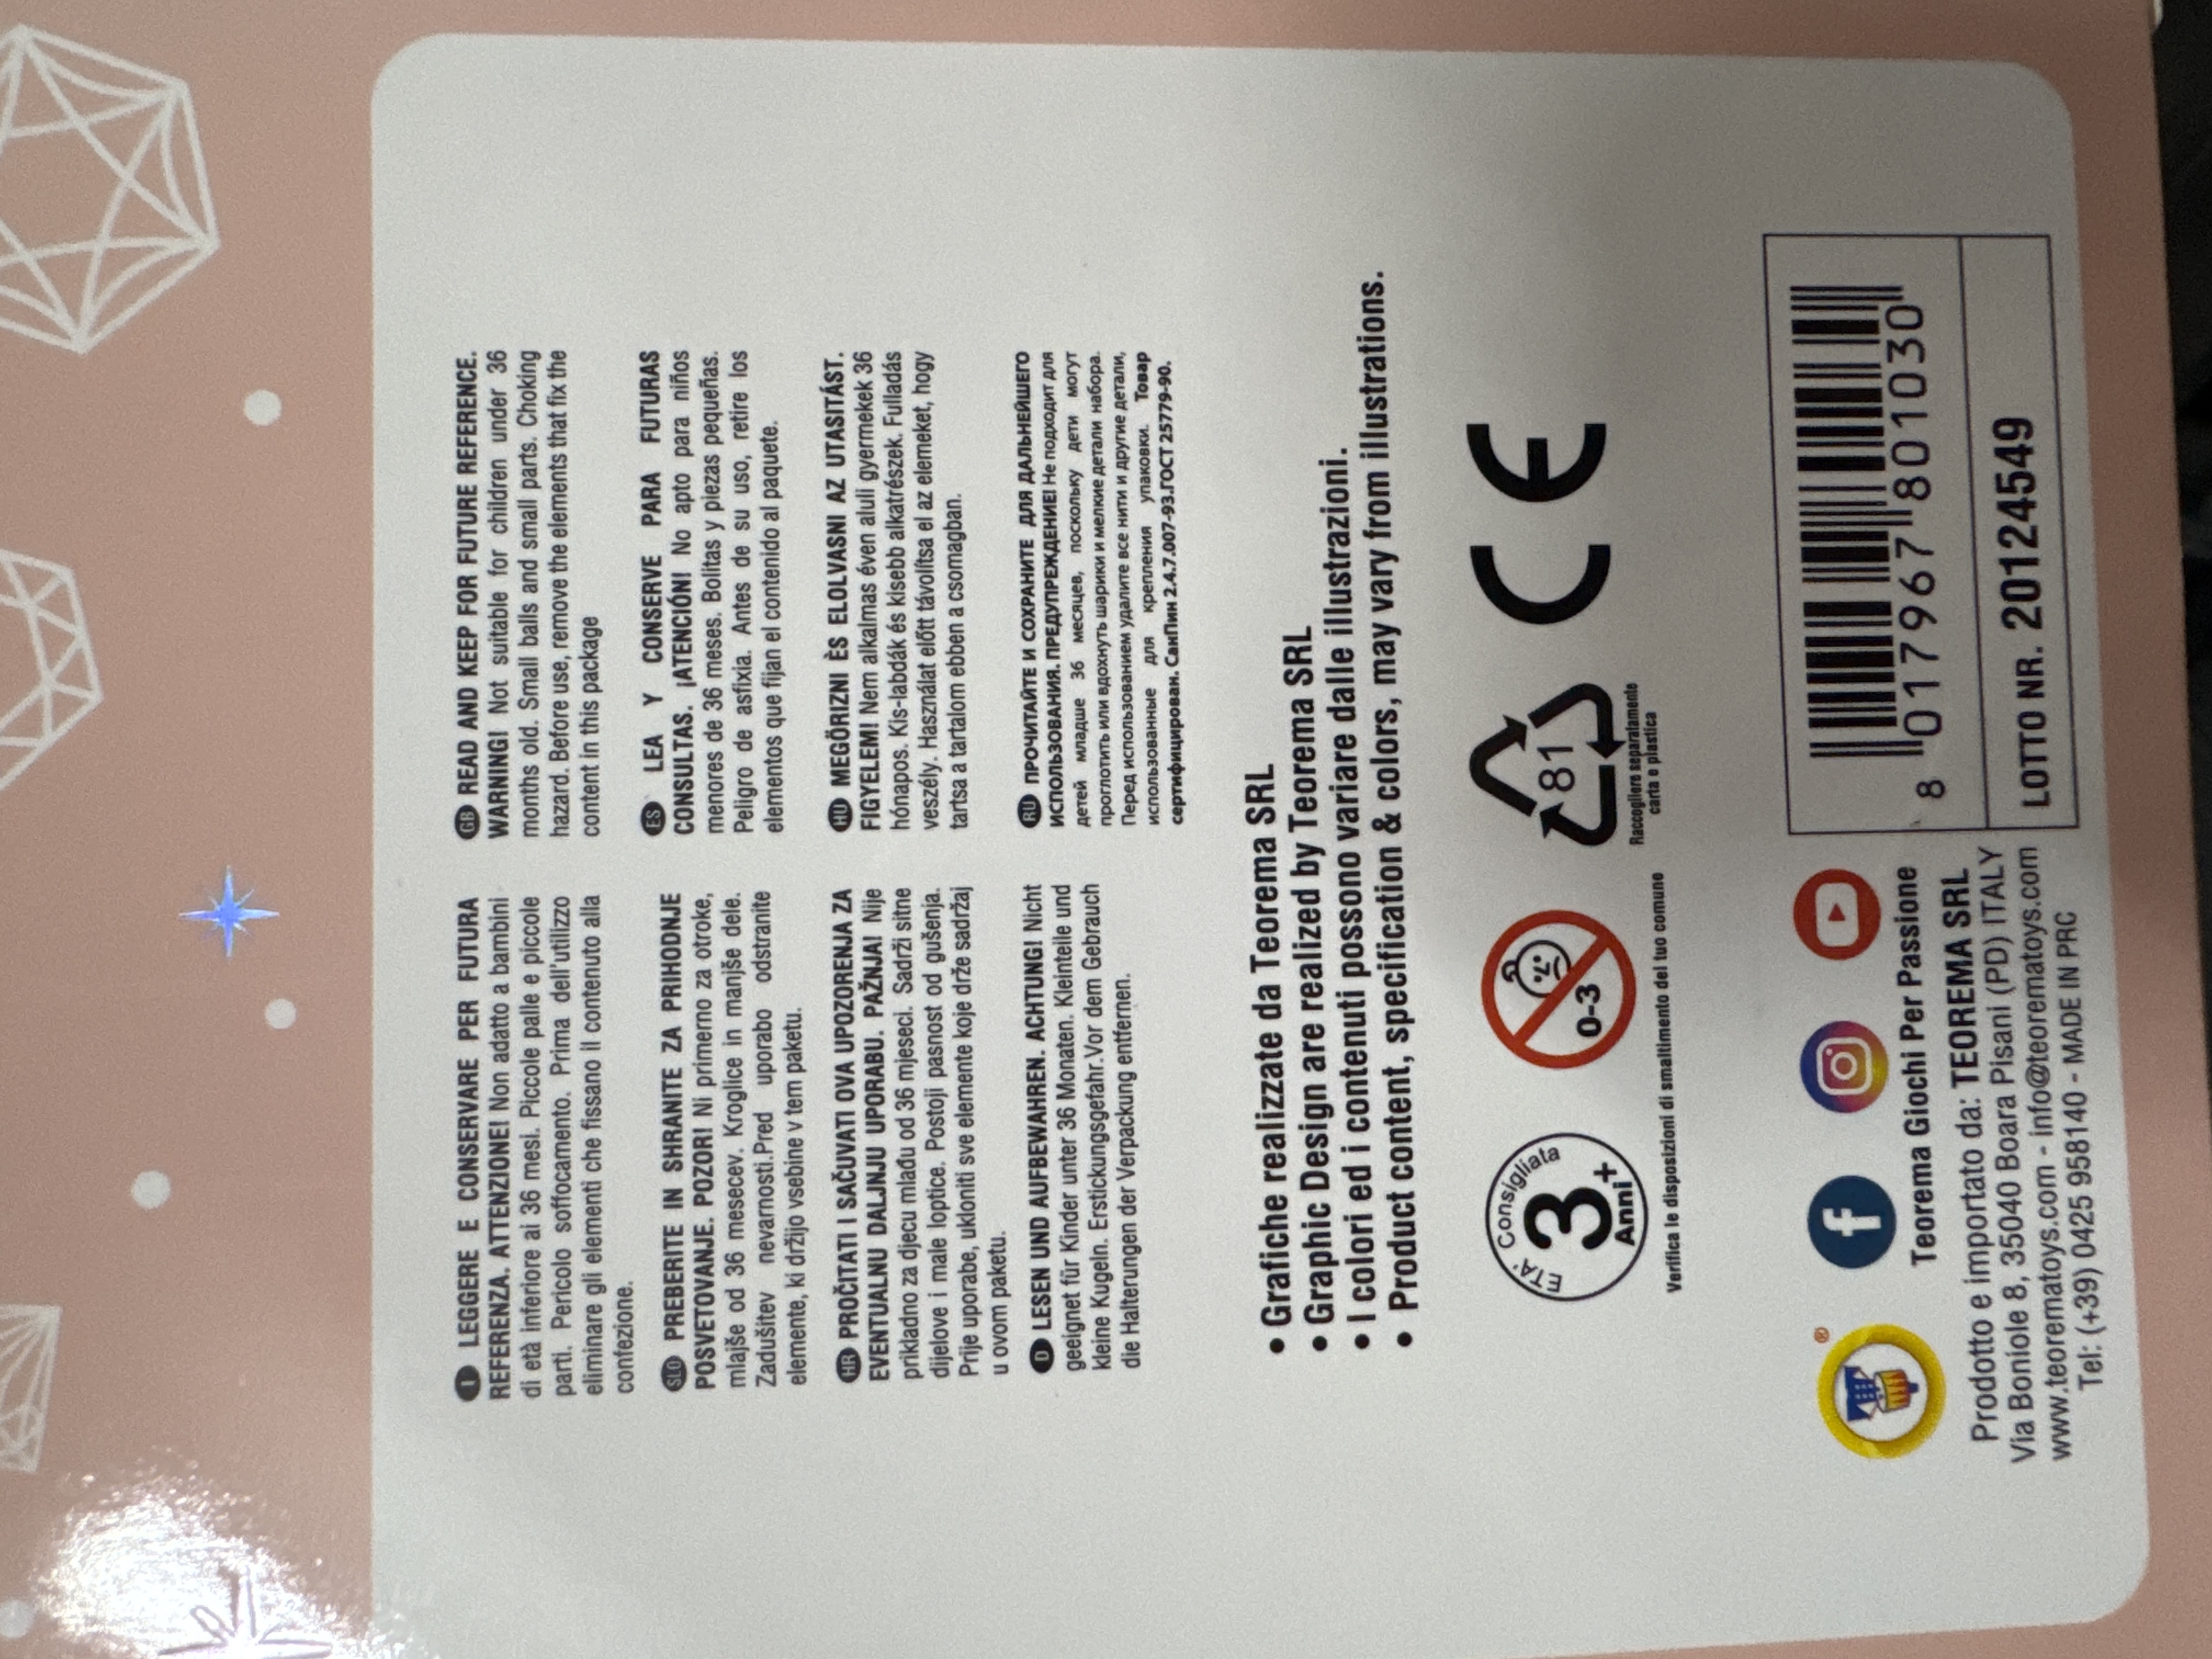 I LEGGERE E CONSERVARE PER FUTURA
REFERENZA. ATTENZIONE! Non adatto a bambini
di età inferiore ai 36 mesi. Piccole palle e piccole
parti. Pericolo soffocamento. Prima dell'utilizzo
eliminare gli elementi che fissano il contenuto alla
confezione.
SLO PREBERITE IN SHRANITE ZA PRIHODNJE
POSVETOVANJE. POZOR! Ni primerno za otroke,
mlajše od 36 mesecev. Kroglice in manjše dele.
Zadušitev nevarnosti.Pred uporabo odstranite
elemente, ki držijo vsebine v tem paketu.
HR PROČITATI I SAČUVATI OVA UPOZORENJA ZA
EVENTUALNU DALJNJU UPORABU. PAŽNJA! Nije
prikladno za djecu mlađu od 36 mjeseci. Sadrži sitne
dijelove i male loptice. Postoji pasnost od gušenja.
Prije uporabe, ukloniti sve elemente koje drže sadržaj
u ovom paketu.
D LESEN UND AUFBEWAHREN. ACHTUNG! Nicht
geeignet für Kinder unter 36 Monaten. Kleinteile und
kleine Kugeln. Erstickungsgefahr.Vor dem Gebrauch
die Halterungen der Verpackung entfernen.
GB READ AND KEEP FOR FUTURE REFERENCE.
WARNING! Not suitable for children under 36
months old. Small balls and small parts. Choking
hazard. Before use, remove the elements that fix the
content in this package
ES LEA Y CONSERVE PARA FUTURAS
CONSULTAS. ¡ATENCIÓN! No apto para niños
menores de 36 meses. Bolitas y piezas pequeñas.
Peligro de asfixia. Antes de su uso, retire los
elementos que fijan el contenido al paquete.
HU MEGŐRIZNI ÈS ELOLVASNI AZ UTASITÁST.
FIGYELEM! Nem alkalmas éven aluli gyermekek 36
hónapos. Kis-labdák és kisebb alkatrészek. Fulladás
veszély. Használat előtt távolítsa el az elemeket, hogy
tartsa a tartalom ebben a csomagban.
RU ПРОЧИТАЙТЕ И СОХРАНИТЕ ДЛЯ ДАЛЬНЕЙШЕГО
ИСПОЛЬЗОВАНИЯ. ПРЕДУПРЕЖДЕНИЕ! Не подходит для
детей младше 36 месяцев, поскольку дети могут
проглотить или вдохнуть шарики и мелкие детали набора.
Перед использованием удалите все нити и другие детали,
использованные для крепления упаковки. Товар
сертифицирован. СанПин 2.4.7.007-93.ГОСТ 25779-90.
• Grafiche realizzate da Teorema SRL
• Graphic Design are realized by Teorema SRL
• I colori ed i contenuti possono variare dalle illustrazioni.
• Product content, specification & colors, may vary from illustrations.
ETA' Consigliata
3+
Anni
0-3
81
CE
Raccogliere separatamente
carta e plastica
Verifica le disposizioni di smaltimento del tuo comune
®
f
Teorema Giochi Per Passione
Prodotto e importato da: TEOREMA SRL
Via Boniole 8, 35040 Boara Pisani (PD) ITALY
www.teorematoys.com - info@teorematoys.com
Tel: (+39) 0425 958140 - MADE IN PRC
8 017967 801030
LOTTO NR. 20124549